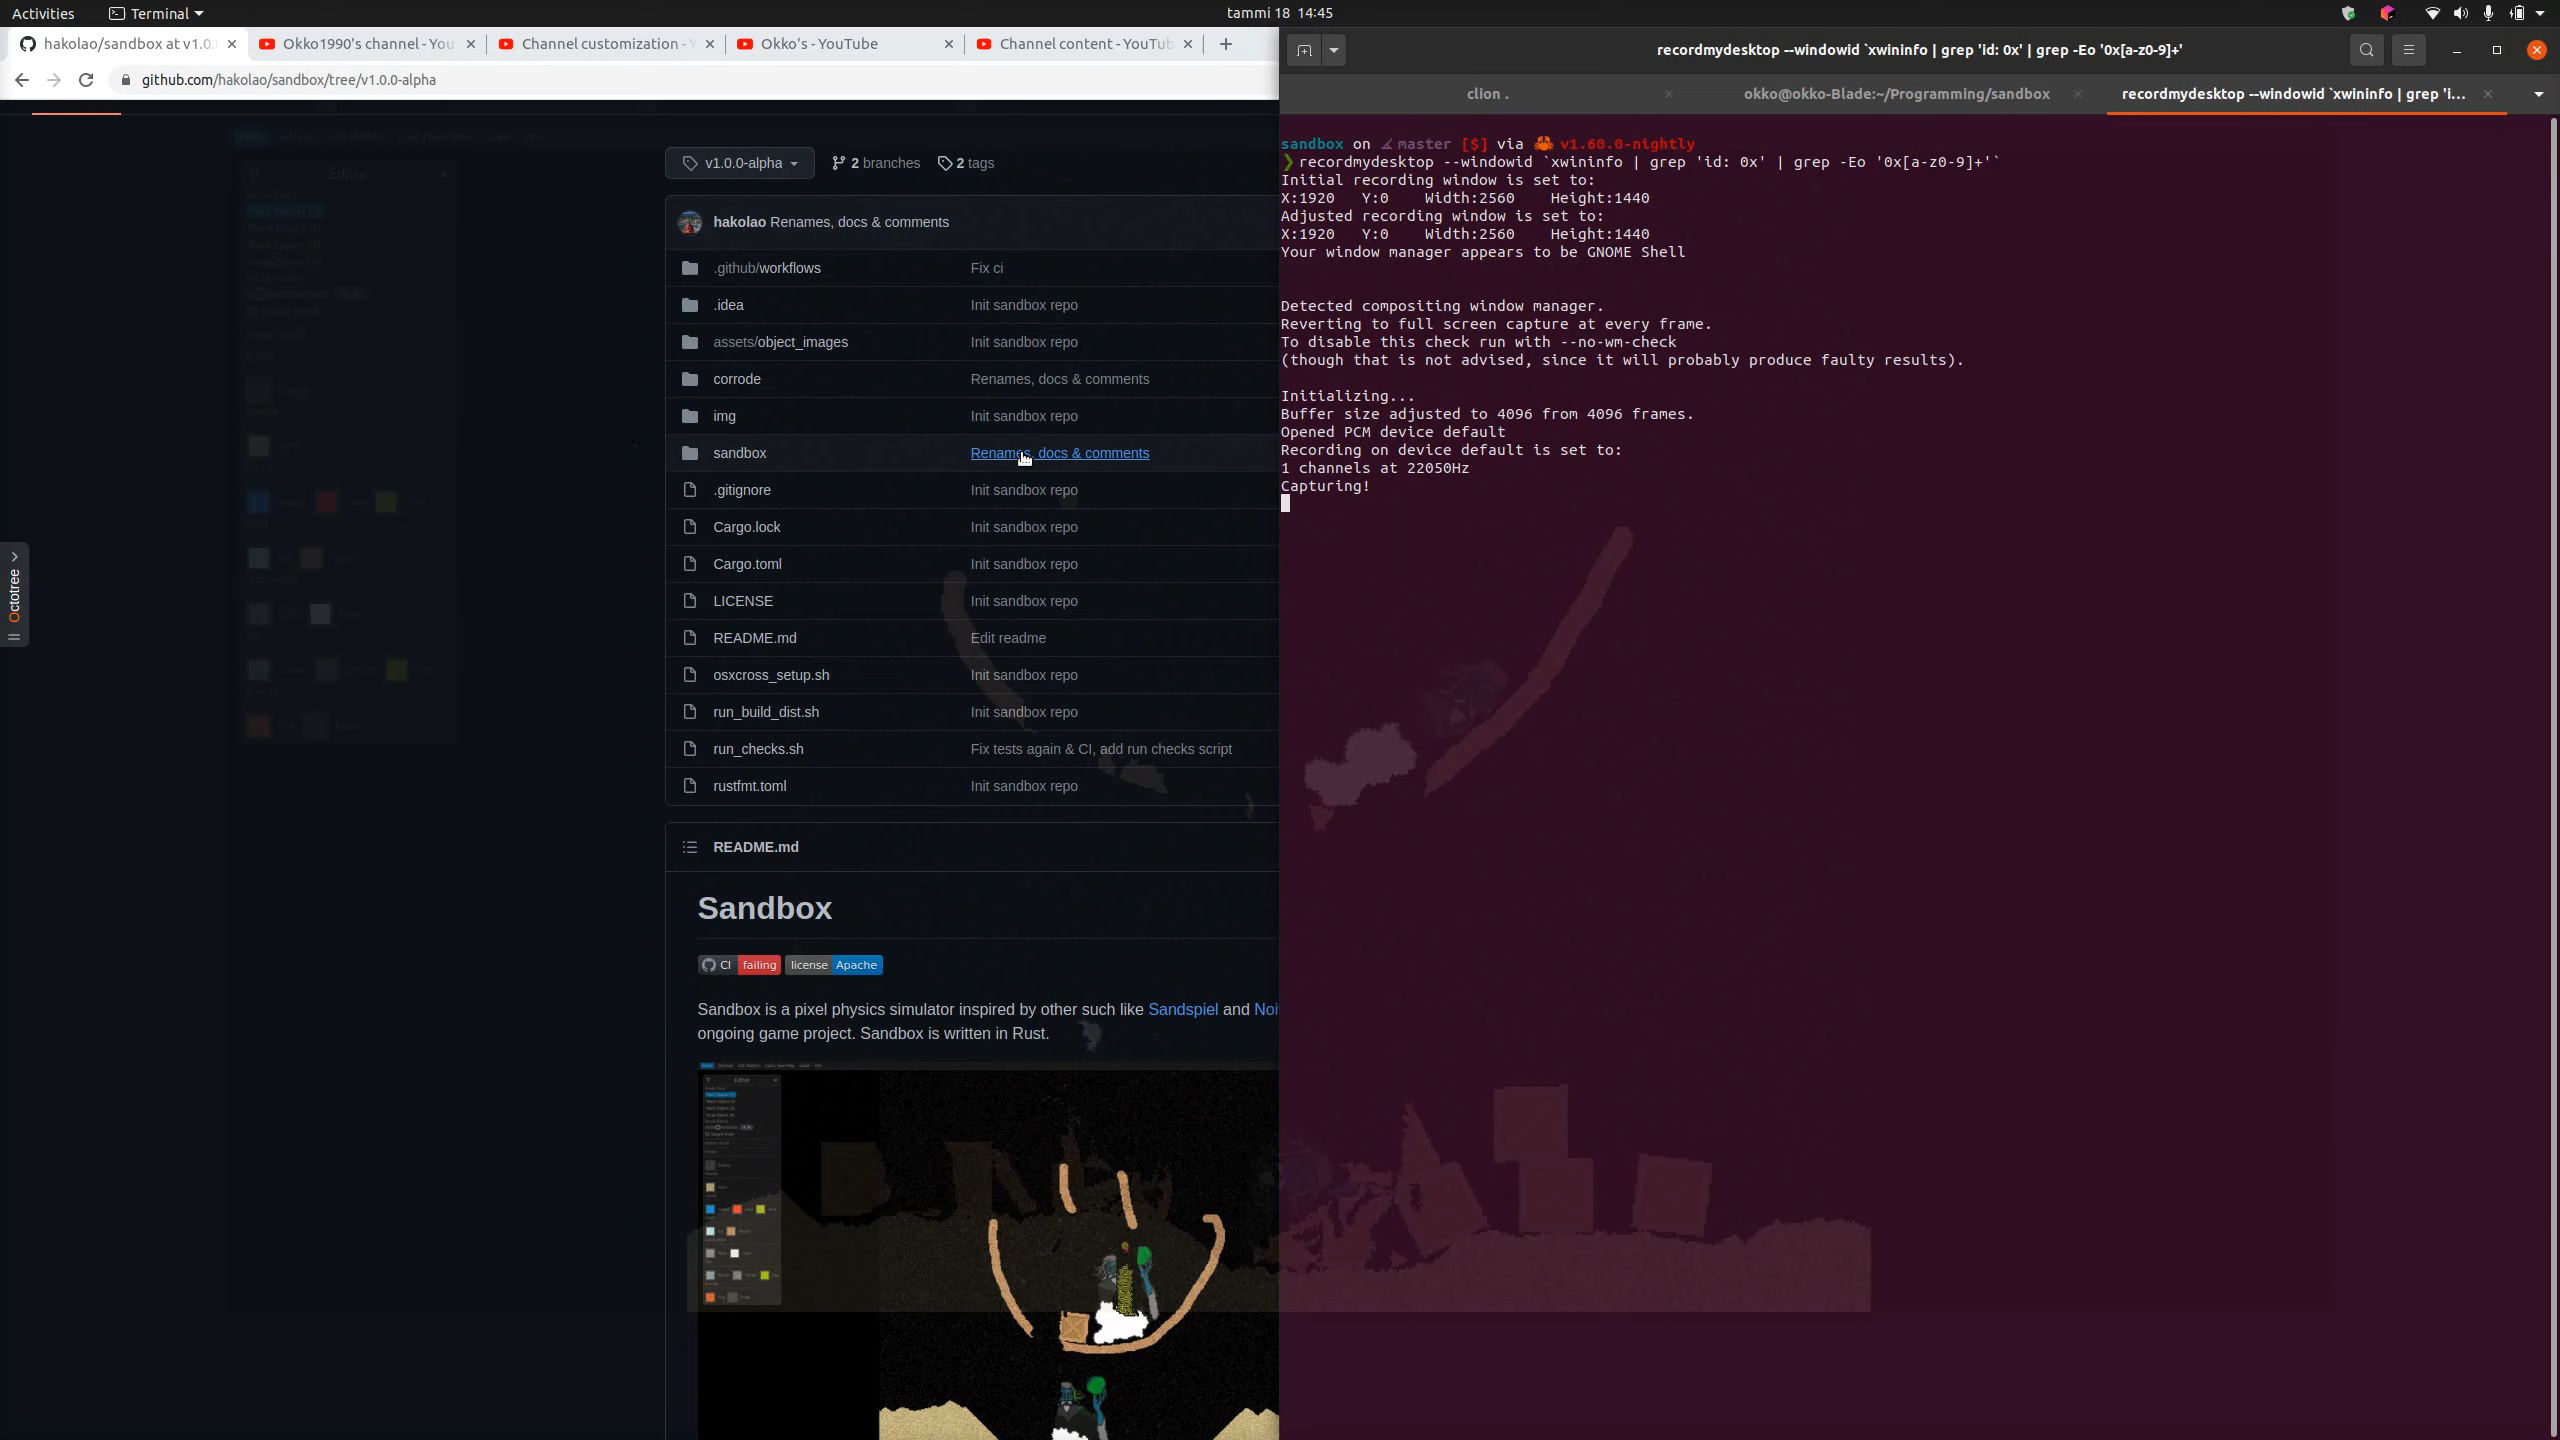 Activities
Terminal
tammi 18 14:45
hakolao/sandbox at v1.0.
Okko1990's channel - You
Channel customization - Y
Okko's - YouTube
Channel content - YouTub
github.com/hakolao/sandbox/tree/v1.0.0-alpha
v1.0.0-alpha
2 branches
2 tags
hakolao Renames, docs & comments
.github/workflows Fix ci
.idea Init sandbox repo
assets/object_images Init sandbox repo
corrode Renames, docs & comments
img Init sandbox repo
sandbox Renames, docs & comments
.gitignore Init sandbox repo
Cargo.lock Init sandbox repo
Cargo.toml Init sandbox repo
LICENSE Init sandbox repo
README.md Edit readme
osxcross_setup.sh Init sandbox repo
run_build_dist.sh Init sandbox repo
run_checks.sh Fix tests again & CI, add run checks script
rustfmt.toml Init sandbox repo
Octotree
README.md
Sandbox
CI failing license Apache
Sandbox is a pixel physics simulator inspired by other such like Sandspiel and Noi
ongoing game project. Sandbox is written in Rust.
Editor
recordmydesktop --windowid `xwininfo | grep 'id: 0x' | grep -Eo '0x[a-z0-9]+'
clion .
okko@okko-Blade:~/Programming/sandbox
recordmydesktop --windowid `xwininfo | grep 'i...
sandbox on master [$] via v1.60.0-nightly
❯ recordmydesktop --windowid `xwininfo | grep 'id: 0x' | grep -Eo '0x[a-z0-9]+'`
Initial recording window is set to:
X:1920 Y:0 Width:2560 Height:1440
Adjusted recording window is set to:
X:1920 Y:0 Width:2560 Height:1440
Your window manager appears to be GNOME Shell
Detected compositing window manager.
Reverting to full screen capture at every frame.
To disable this check run with --no-wm-check
(though that is not advised, since it will probably produce faulty results).
Initializing...
Buffer size adjusted to 4096 from 4096 frames.
Opened PCM device default
Recording on device default is set to:
1 channels at 22050Hz
Capturing!